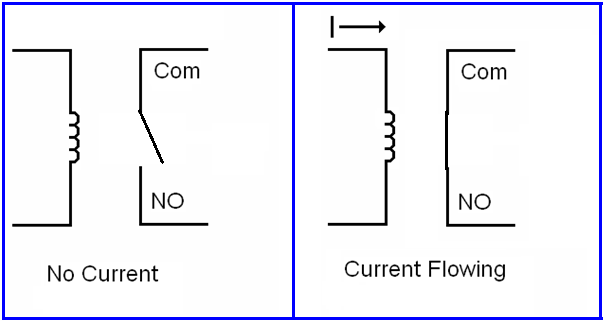 Com
NO
No Current
I
Com
NO
Current Flowing